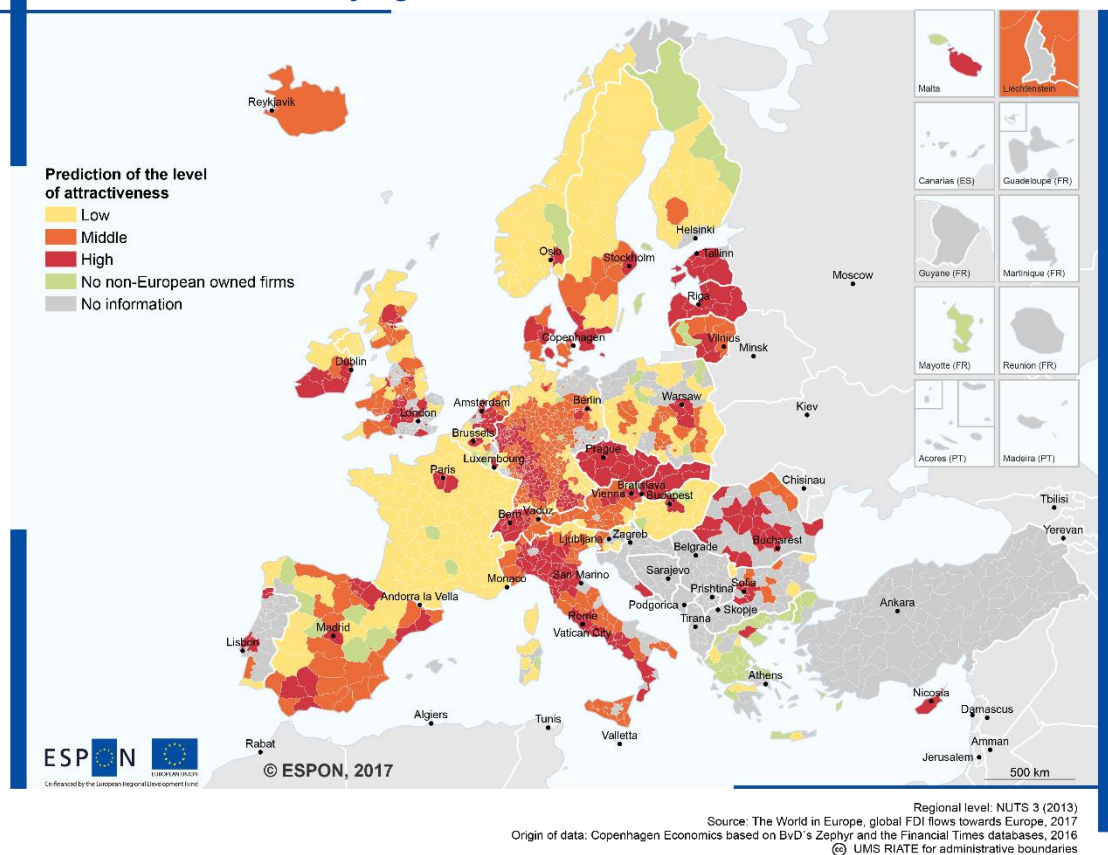 Reykjavik
Prediction of the level
of attractiveness
Low
Middle
High
No non-European owned firms
No information
Oslo
Stockholm
Helsinki
Tallinn
Riga
Moscow
Copenhagen
Vilnius
Minsk
Dublin
London
Amsterdam
Berlin
Warsaw
Kiev
Brussels
Luxembourg
Prague
Paris
Vienna
Bratislava
Budapest
Chisinau
Bern
Vaduz
Ljubljana
Zagreb
Belgrade
Bucharest
Tbilisi
Yerevan
Monaco
San Marino
Sarajevo
Prishtina
Sofia
Andorra la Vella
Podgorica
Skopje
Ankara
Madrid
Rome
Vatican City
Tirana
Lisbon
Athens
Nicosia
Damascus
Algiers
Tunis
Valletta
Rabat
Amman
Jerusalem
Malta
Liechtenstein
Canarias (ES)
Guadeloupe (FR)
Guyane (FR)
Martinique (FR)
Mayotte (FR)
Reunion (FR)
Acores (PT)
Madeira (PT)
ESPON
EUROPEAN UNION
Co-financed by the European Regional Development Fund
© ESPON, 2017
500 km
Regional level: NUTS 3 (2013)
Source: The World in Europe, global FDI flows towards Europe, 2017
Origin of data: Copenhagen Economics based on BvD´s Zephyr and the Financial Times databases, 2016
cc UMS RIATE for administrative boundaries